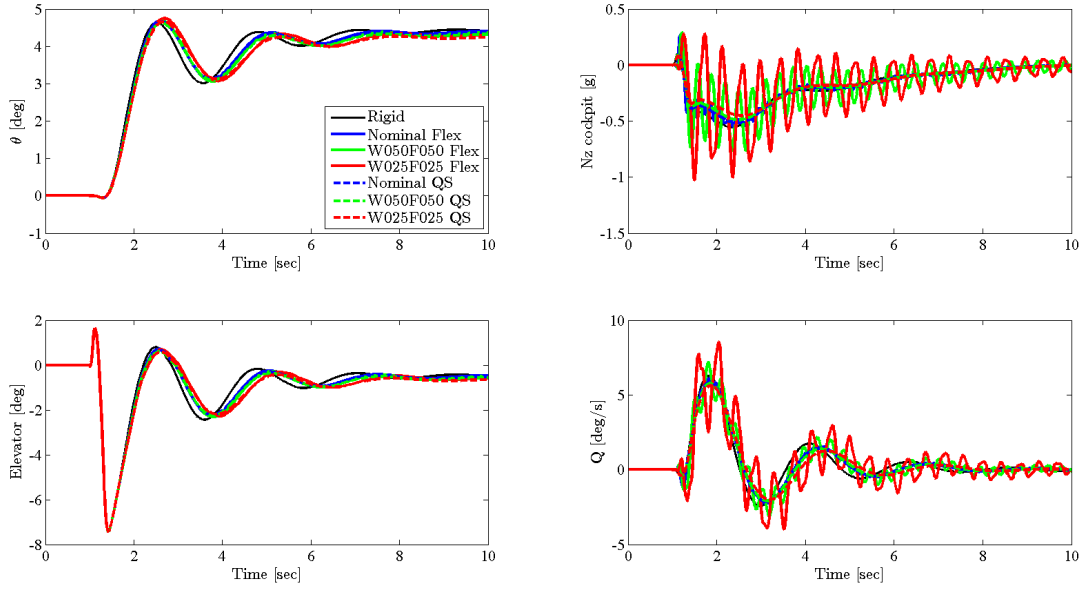 5
4
3
2
1
0
-1
θ [deg]
0 2 4 6 8 10
Time [sec]
Rigid
Nominal Flex
W050F050 Flex
W025F025 Flex
Nominal QS
W050F050 QS
W025F025 QS
0.5
0
-0.5
-1
-1.5
Nz cockpit [g]
0 2 4 6 8 10
Time [sec]
2
0
-2
-4
-6
-8
Elevator [deg]
0 2 4 6 8 10
Time [sec]
10
5
0
-5
Q [deg/s]
0 2 4 6 8 10
Time [sec]